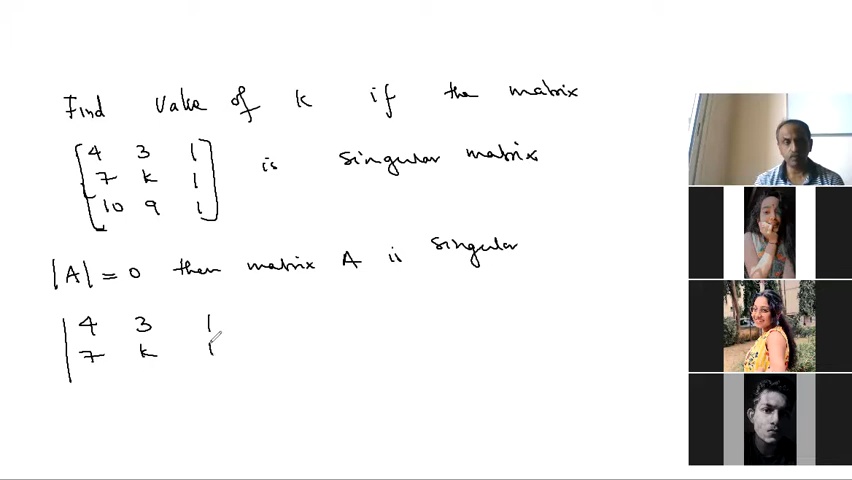 Find value of k if the matrix
4 3 1 is singular matrix
7 k 1
10 9 1
|A| = 0 then matrix A is singular
4 3 1
7 k 1